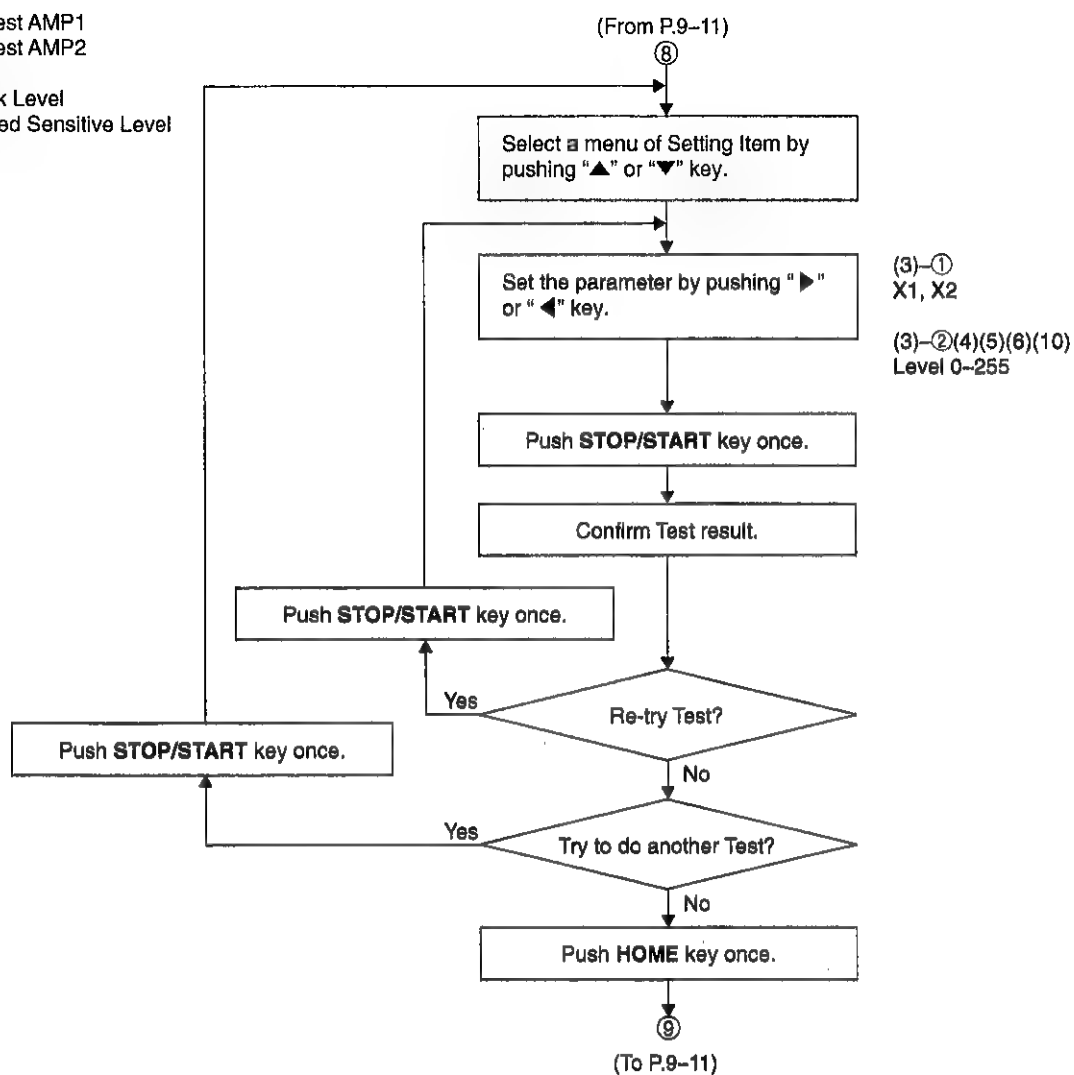 est AMP1
est AMP2
k Level
ed Sensitive Level
(From P.9–11)
⑧
Select a menu of Setting Item by
pushing "▲" or "▼" key.
Set the parameter by pushing "▶"
or "◀" key.
(3)–①
X1, X2
(3)–②(4)(5)(6)(10)
Level 0–255
Push STOP/START key once.
Confirm Test result.
Push STOP/START key once.
Yes
Re-try Test?
Push STOP/START key once.
No
Yes
Try to do another Test?
No
Push HOME key once.
⑨
(To P.9–11)